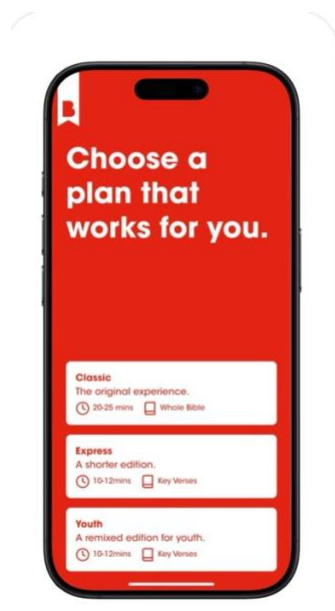 B
Choose a
plan that
works for you.
Classic
The original experience.
20-25 mins Whole Bible
Express
A shorter edition.
10-12mins Key Verses
Youth
A remixed edition for youth.
10-12mins Key Verses